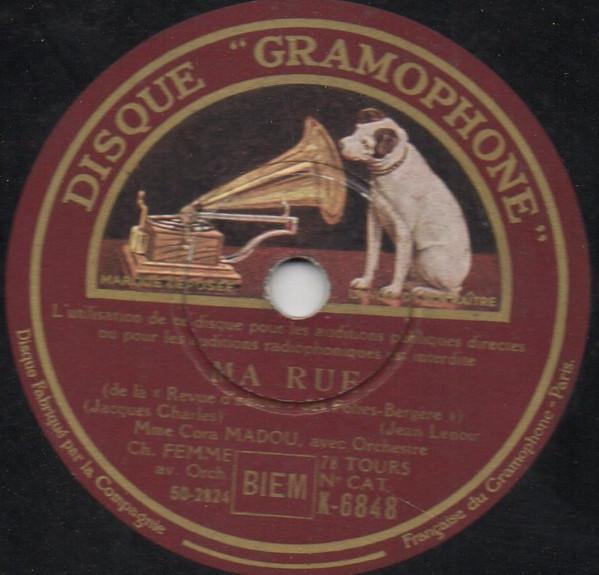 DISQUE "GRAMOPHONE"
MARQUE DÉPOSÉE
L'utilisation de ce disque pour les auditions publiques directes
ou pour les auditions radiophoniques est interdite
MA RUE
(de la « Revue d' Folies-Bergère »)
(Jacques Charles) (Jean Lenoir
Mme Cora MADOU, avec Orchestre
Ch. FEMME
av. Orch.
50-2824
BIEM
78 TOURS
N° CAT.
K-6848
Disque Fabriqué par la Compagnie Française du Gramophone - Paris.